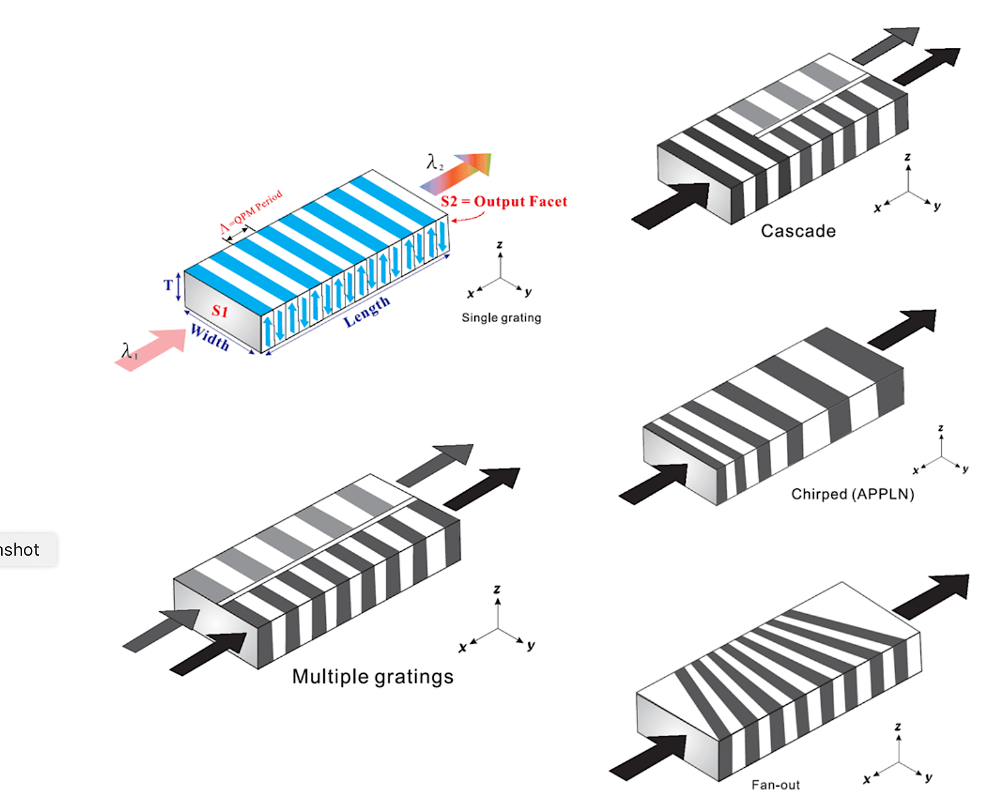 λ₂
S2 = Output Facet
Λ =QPM Period
T
S1
Width
Length
λ₁
z
x
y
Single grating
z
x
y
Cascade
z
x
y
Chirped (APPLN)
nshot
z
x
y
Multiple gratings
z
x
y
Fan-out